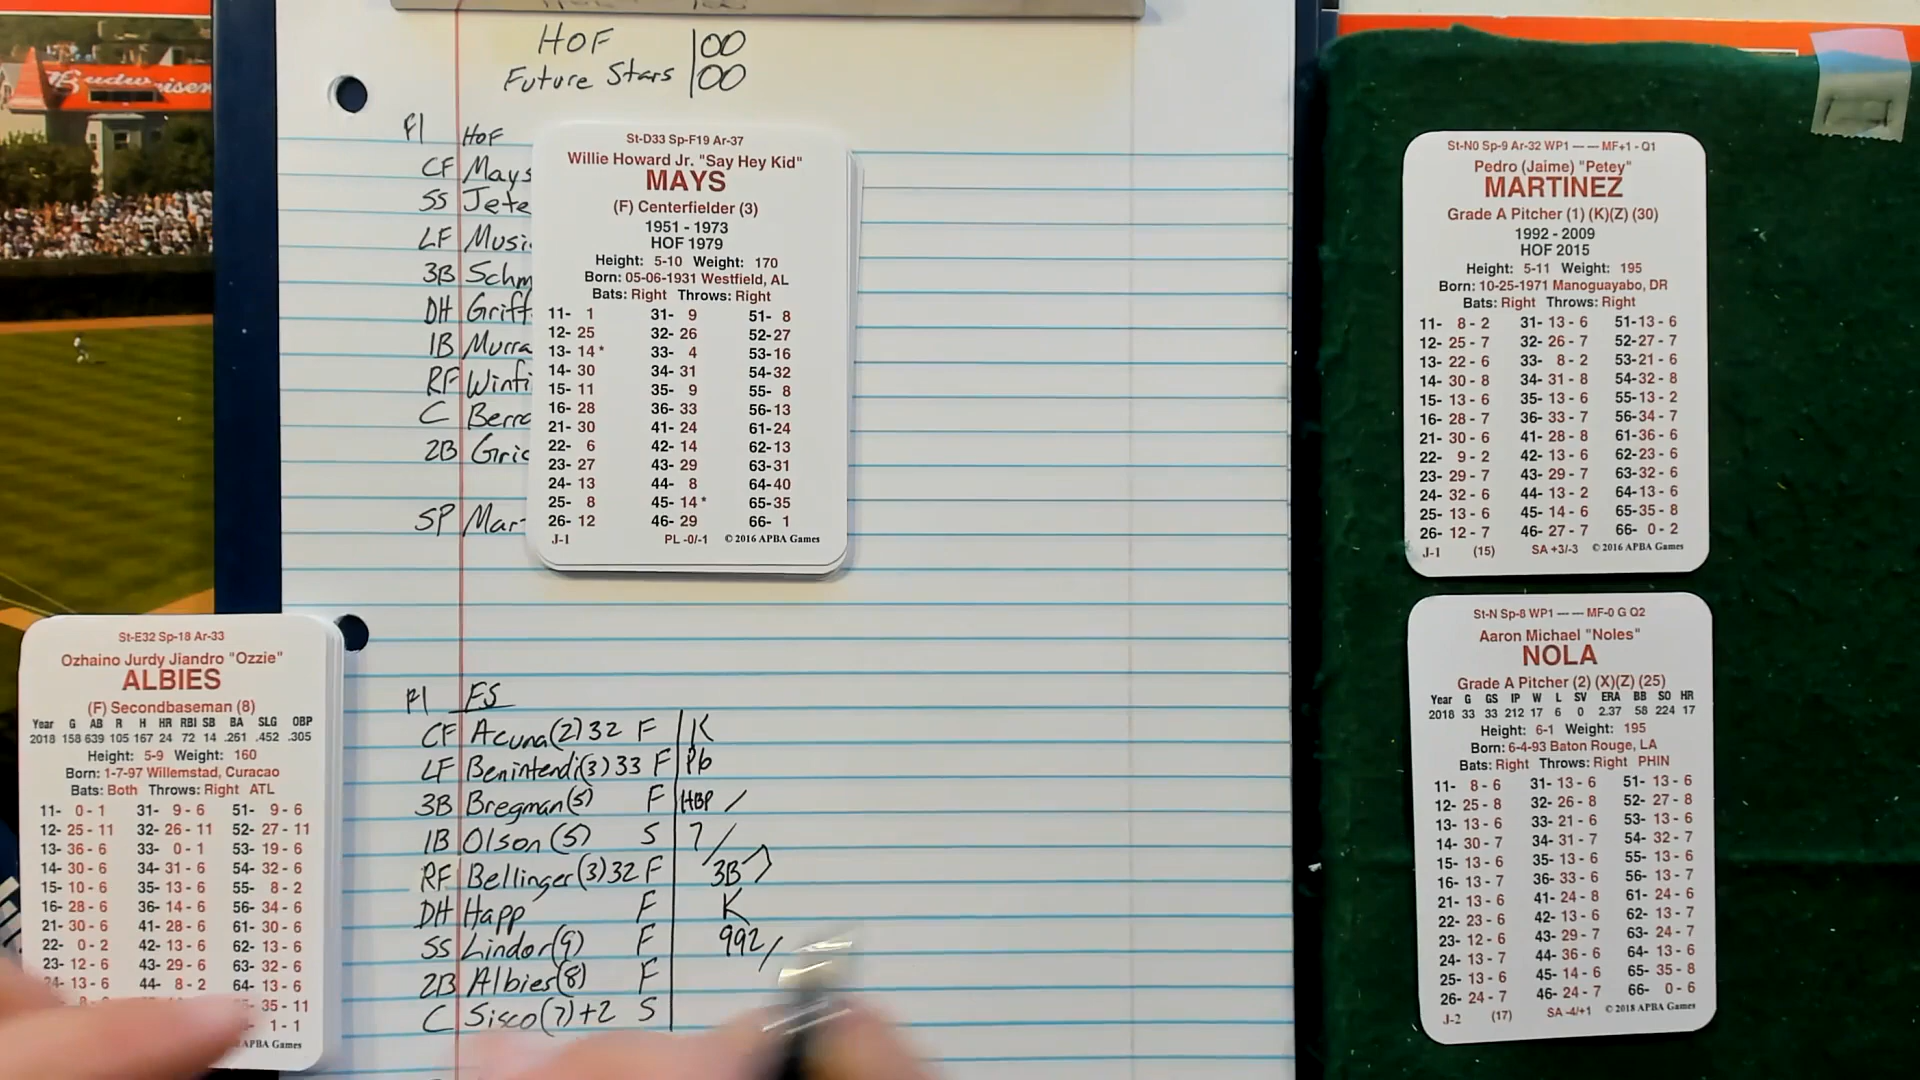 Budweiser
HOF 00
Future Stars 00
F1 HOF
CF Mays
SS Jete
LF Musi
3B Schm
DH Griff
1B Murra
RF Winfi
C Berra
2B Gric
SP Mar
St-D33 Sp-F19 Ar-37
Willie Howard Jr. "Say Hey Kid"
MAYS
(F) Centerfielder (3)
1951 - 1973
HOF 1979
Height: 5-10 Weight: 170
Born: 05-06-1931 Westfield, AL
Bats: Right Throws: Right
11- 1 31- 9 51- 8
12- 25 32- 26 52-27
13- 14* 33- 4 53-16
14- 30 34- 31 54-32
15- 11 35- 9 55- 8
16- 28 36- 33 56-13
21- 30 41- 24 61-24
22- 6 42- 14 62-13
23- 27 43- 29 63-31
24- 13 44- 8 64-40
25- 8 45- 14* 65-35
26- 12 46- 29 66- 1
J-1 PL -0/-1 © 2016 APBA Games
St-N0 Sp-9 Ar-32 WP1 — — MF+1 - Q1
Pedro (Jaime) "Petey"
MARTINEZ
Grade A Pitcher (1) (K)(Z) (30)
1992 - 2009
HOF 2015
Height: 5-11 Weight: 195
Born: 10-25-1971 Manoguayabo, DR
Bats: Right Throws: Right
11- 8 - 2 31- 13 - 6 51-13 - 6
12- 25 - 7 32- 26 - 7 52-27 - 7
13- 22 - 6 33- 8 - 2 53-21 - 6
14- 30 - 8 34- 31 - 8 54-32 - 8
15- 13 - 6 35- 13 - 6 55-13 - 2
16- 28 - 7 36- 33 - 7 56-34 - 7
21- 30 - 6 41- 28 - 8 61-36 - 6
22- 9 - 2 42- 13 - 6 62-23 - 6
23- 29 - 7 43- 29 - 7 63-32 - 6
24- 32 - 6 44- 13 - 2 64-13 - 6
25- 13 - 6 45- 14 - 6 65-35 - 8
26- 12 - 7 46- 27 - 7 66- 0 - 2
J-1 (15) SA +3/-3 © 2016 APBA Games
St-E32 Sp-18 Ar-33
Ozhaino Jurdy Jiandro "Ozzie"
ALBIES
(F) Secondbaseman (8)
Year G AB R H HR RBI SB BA SLG OBP
2018 158 639 105 167 24 72 14 .261 .452 .305
Height: 5-9 Weight: 160
Born: 1-7-97 Willemstad, Curacao
Bats: Both Throws: Right ATL
11- 0 - 1 31- 9 - 6 51- 9 - 6
12- 25 - 11 32- 26 - 11 52- 27 - 11
13- 36 - 6 33- 0 - 1 53- 19 - 6
14- 30 - 6 34- 31 - 6 54- 32 - 6
15- 10 - 6 35- 13 - 6 55- 8 - 2
16- 28 - 6 36- 14 - 6 56- 34 - 6
21- 30 - 6 41- 28 - 6 61- 30 - 6
22- 0 - 2 42- 13 - 6 62- 13 - 6
23- 12 - 6 43- 29 - 6 63- 32 - 6
24- 13 - 6 44- 8 - 2 64- 13 - 6
35 - 11
1 - 1
APBA Games
F1 FS
CF Acuna(2)32 F K
LF Benintendi(3)33 F Pb
3B Bregman(5) F HBP /
1B Olson(5) S 7 /
RF Bellinger(3)32 F 3B
DH Happ F K
SS Lindor(9) F 992 /
2B Albies(8) F
C Sisco(7)+2 S
St-N Sp-8 WP1 — — MF-0 G Q2
Aaron Michael "Noles"
NOLA
Grade A Pitcher (2) (X)(Z) (25)
Year G GS IP W L SV ERA BB SO HR
2018 33 33 212 17 6 0 2.37 58 224 17
Height: 6-1 Weight: 195
Born: 6-4-93 Baton Rouge, LA
Bats: Right Throws: Right PHIN
11- 8 - 6 31- 13 - 6 51- 13 - 6
12- 25 - 8 32- 26 - 8 52- 27 - 8
13- 13 - 6 33- 21 - 6 53- 13 - 6
14- 30 - 7 34- 31 - 7 54- 32 - 7
15- 13 - 6 35- 13 - 6 55- 13 - 6
16- 13 - 7 36- 33 - 6 56- 13 - 7
21- 13 - 6 41- 24 - 8 61- 24 - 6
22- 23 - 6 42- 13 - 6 62- 13 - 7
23- 12 - 6 43- 29 - 7 63- 24 - 7
24- 13 - 7 44- 36 - 6 64- 13 - 6
25- 13 - 6 45- 14 - 6 65- 35 - 8
26- 24 - 7 46- 24 - 7 66- 0 - 6
J-2 (17) SA -4/+1 © 2018 APBA Games